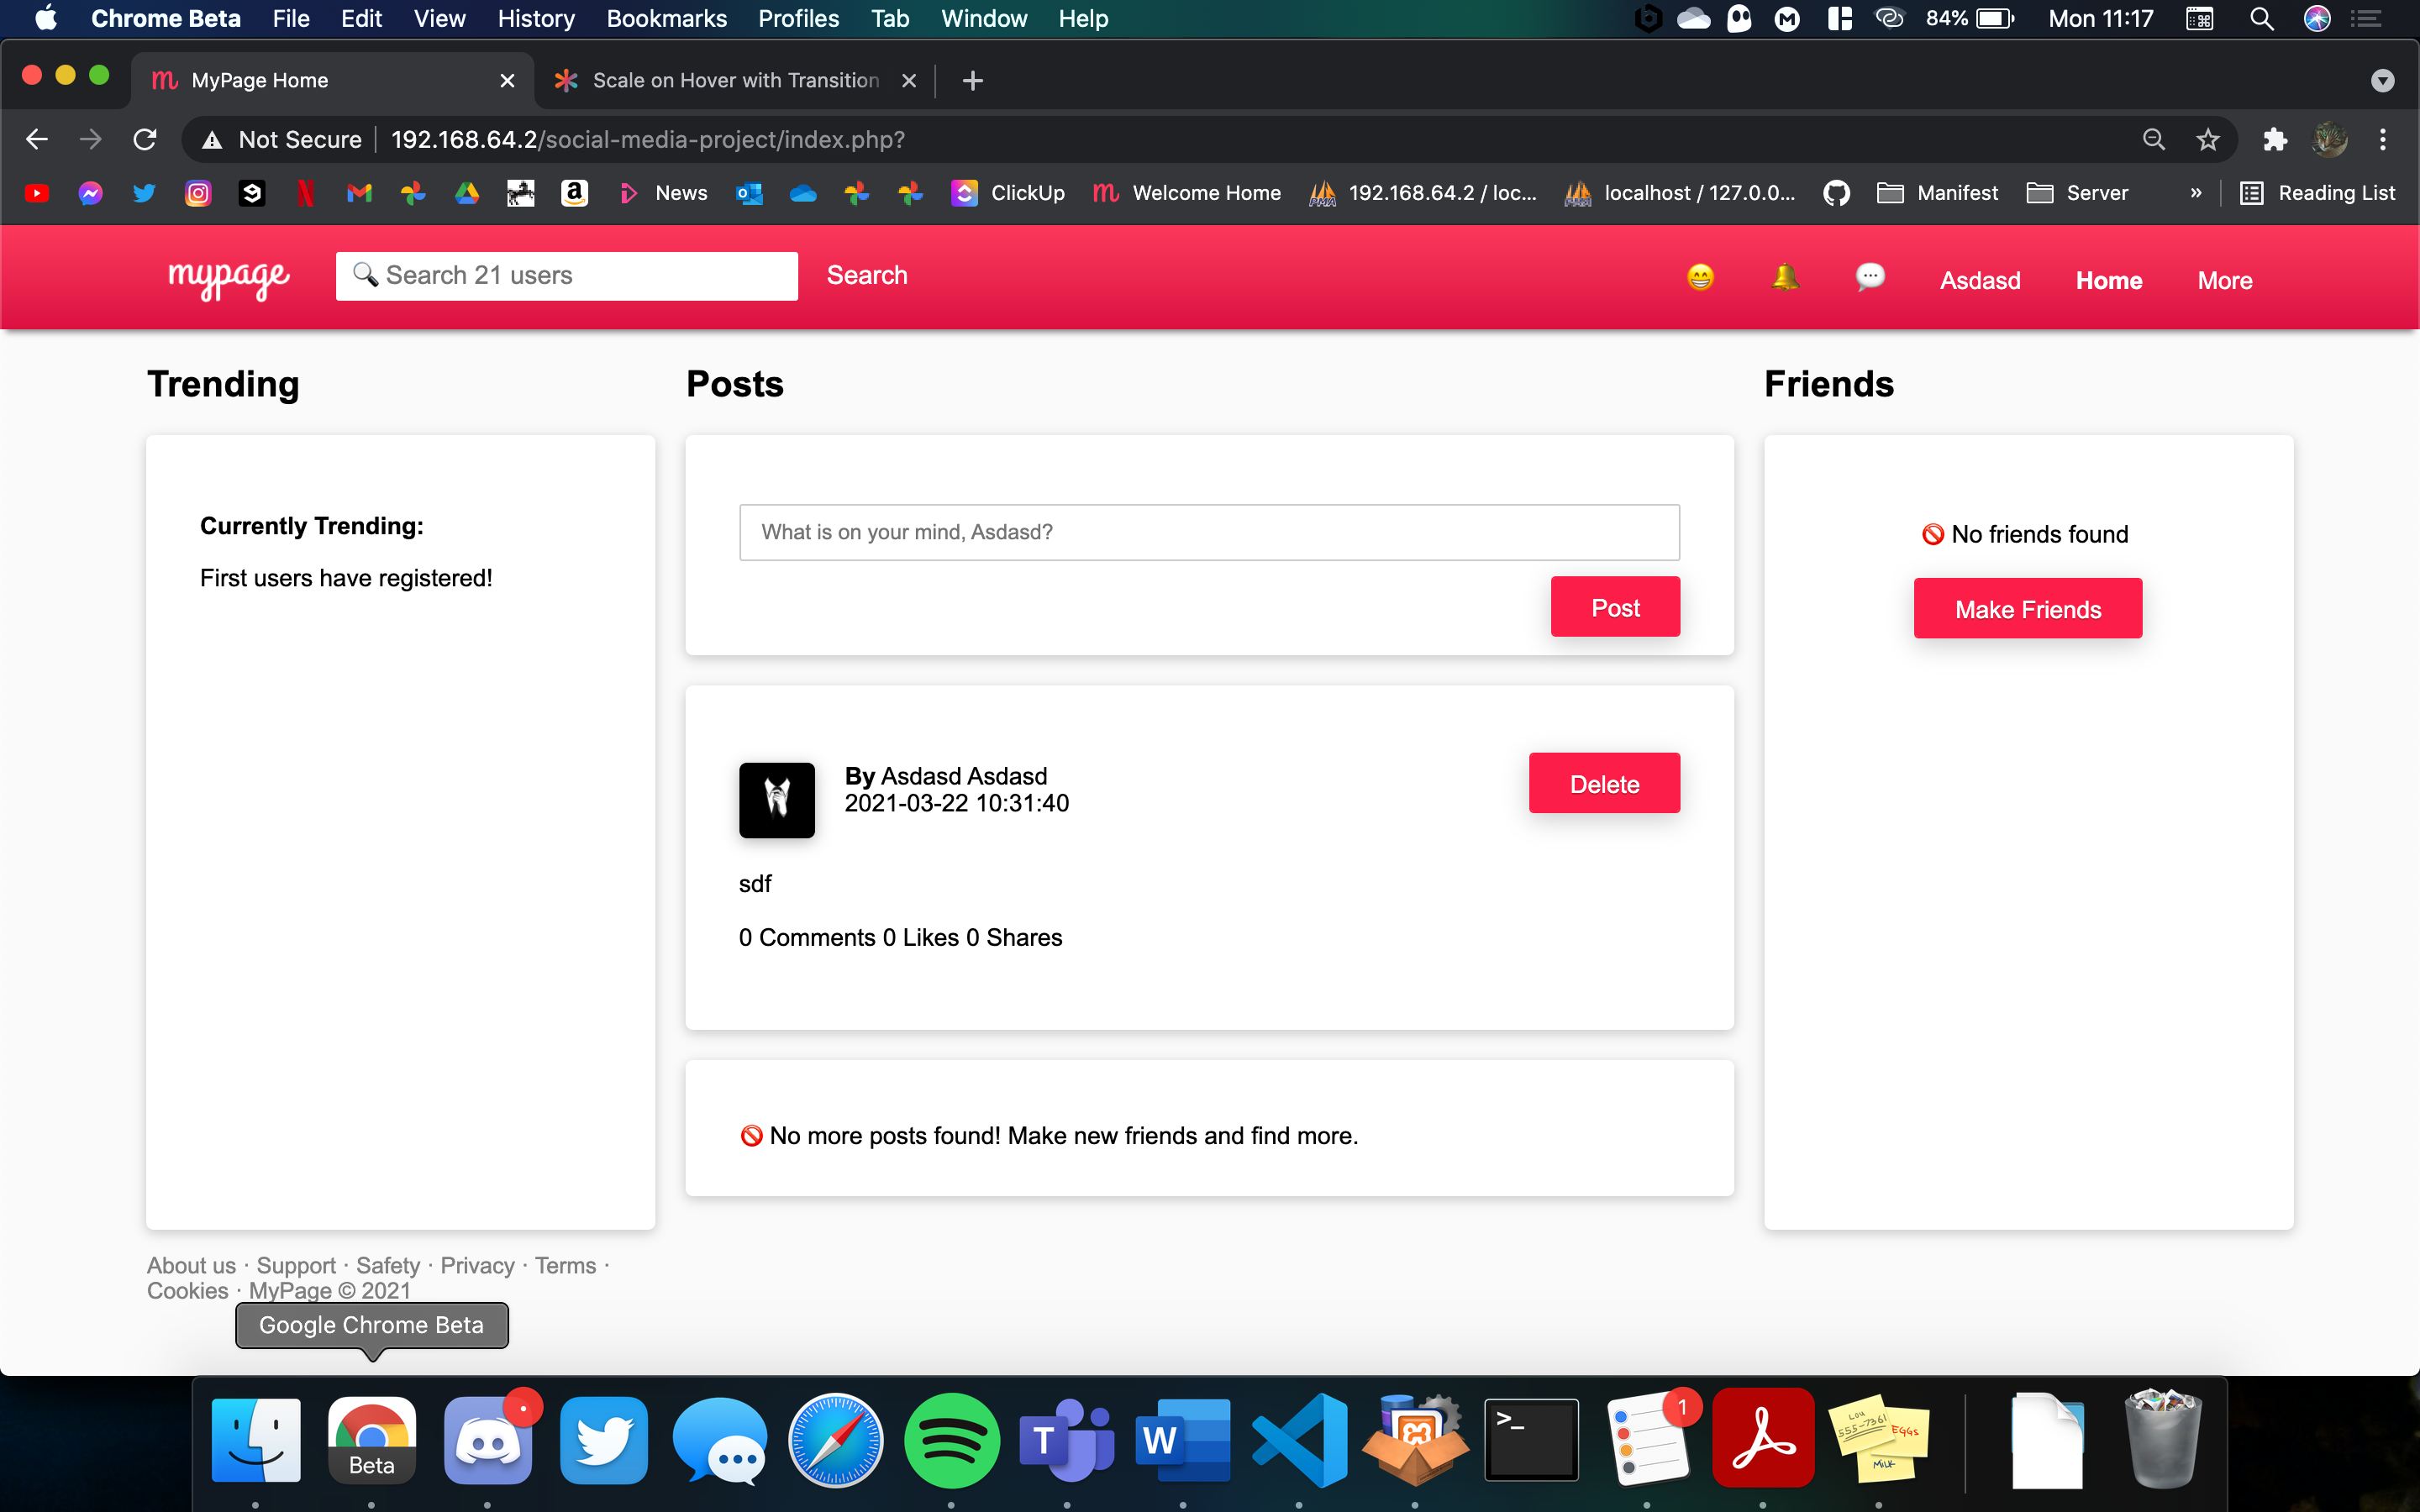 Chrome Beta File Edit View History Bookmarks Profiles Tab Window Help 84% Mon 11:17
MyPage Home Scale on Hover with Transition
Not Secure 192.168.64.2/social-media-project/index.php?
News ClickUp Welcome Home 192.168.64.2 / loc... localhost / 127.0.0... Manifest Server » Reading List
mypage Search 21 users Search Asdasd Home More
Trending
Currently Trending:
First users have registered!
Posts
What is on your mind, Asdasd?
Post
By Asdasd Asdasd
2021-03-22 10:31:40
Delete
sdf
0 Comments 0 Likes 0 Shares
No more posts found! Make new friends and find more.
Friends
No friends found
Make Friends
About us · Support · Safety · Privacy · Terms ·
Cookies · MyPage © 2021
Google Chrome Beta
Beta
T
W
>_
1
Lou
555-7361
EGGS
MILK